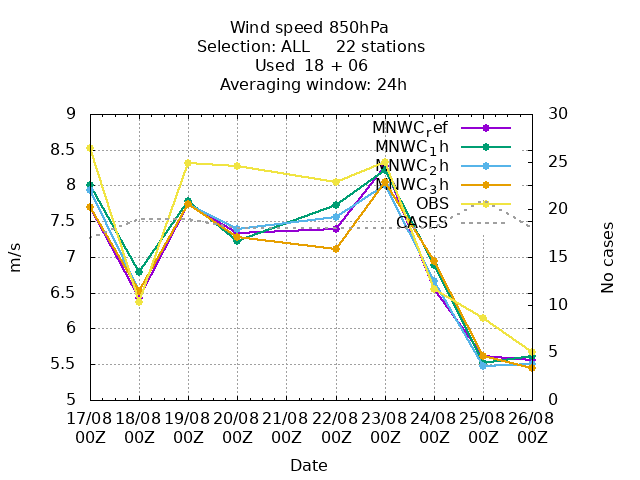 Wind speed 850hPa
Selection: ALL     22 stations
Used  18 + 06
Averaging window: 24h
9
8.5
8
7.5
7
6.5
6
5.5
5
30
25
20
15
10
5
0
MNWC_ref
MNWC_1h
MNWC_2h
MNWC_3h
OBS
CASES
m/s
No cases
17/08 18/08 19/08 20/08 21/08 22/08 23/08 24/08 25/08 26/08
00Z 00Z 00Z 00Z 00Z 00Z 00Z 00Z 00Z 00Z
Date